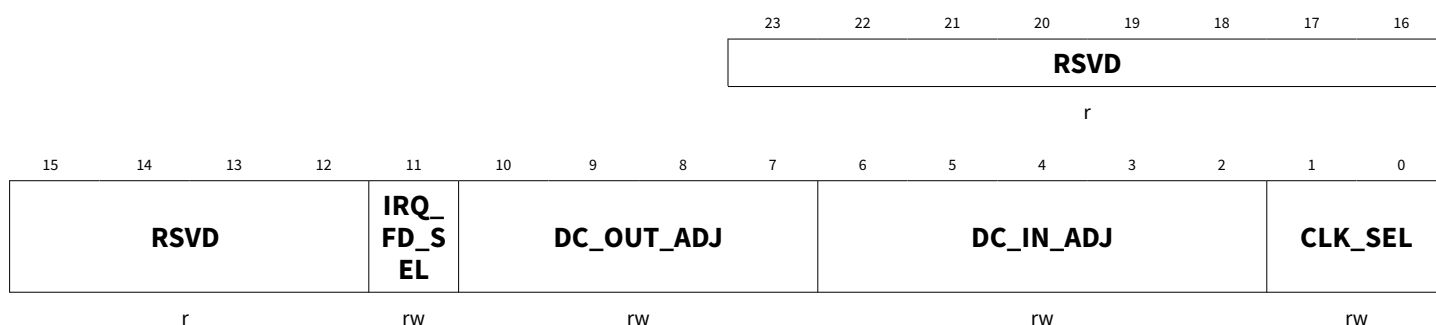 23 22 21 20 19 18 17 16
RSVD
r
15 14 13 12 11 10 9 8 7 6 5 4 3 2 1 0
RSVD IRQ_ DC_OUT_ADJ DC_IN_ADJ CLK_SEL
FD_S
EL
r rw rw rw rw